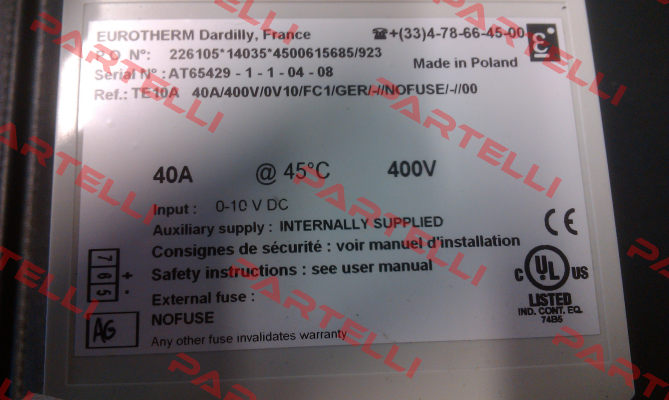 EUROTHERM Dardilly, France ☎+(33)4-78-66-45-00
P.O N°: 226105*14035*4500615685/923
Made in Poland
Serial N° : AT65429 - 1 - 1 - 04 - 08
Ref.: TE10A 40A/400V/0V10/FC1/GER/-//NOFUSE/-//00
40A @ 45°C 400V
Input : 0-10 V DC
Auxiliary supply : INTERNALLY SUPPLIED
CE
Consignes de sécurité : voir manuel d'installation
Safety instructions : see user manual
7 6 5
+ -
C UL US
LISTED
IND. CONT. EQ.
74B5
External fuse :
NOFUSE
AG
Any other fuse invalidates warranty
PARTELLI
PARTELLI
PARTELLI
PARTELLI
PARTELLI